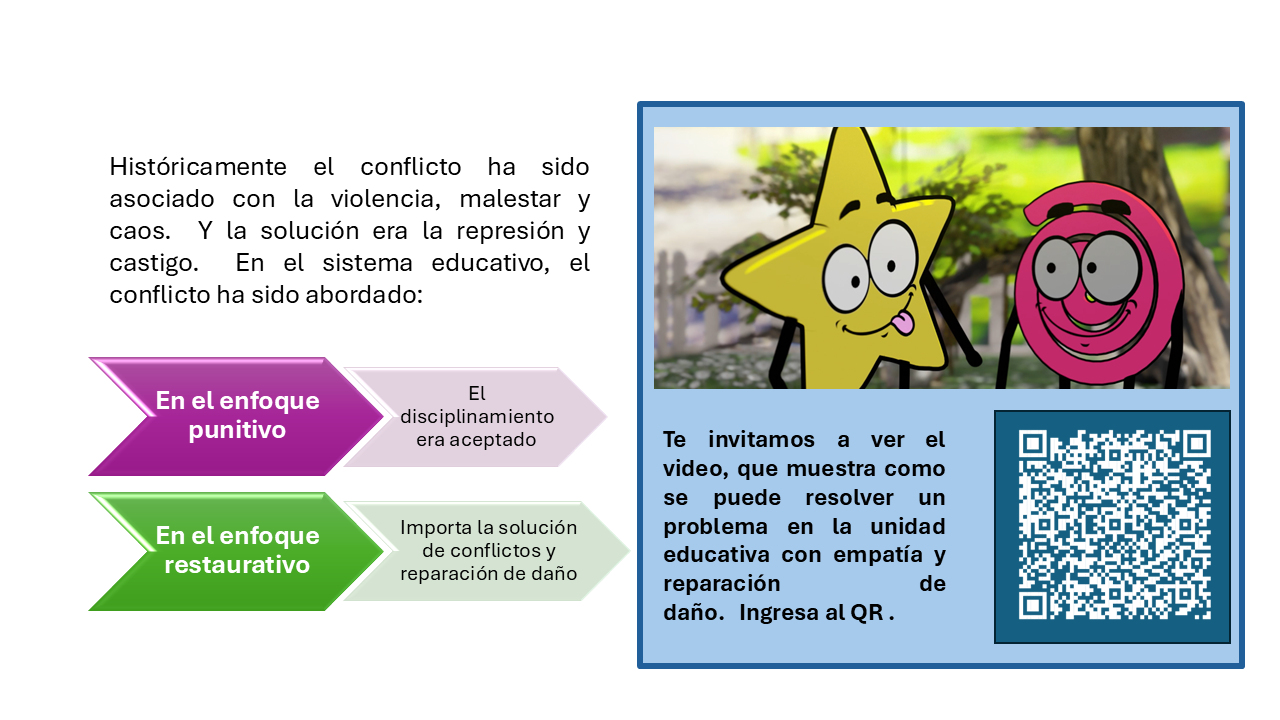 Históricamente el conflicto ha sido
asociado con la violencia, malestar y
caos. Y la solución era la represión y
castigo. En el sistema educativo, el
conflicto ha sido abordado:
En el enfoque
punitivo
El
disciplinamiento
era aceptado
En el enfoque
restaurativo
Importa la solución
de conflictos y
reparación de daño
Te invitamos a ver el
video, que muestra como
se puede resolver un
problema en la unidad
educativa con empatía y
reparación de
daño. Ingresa al QR .